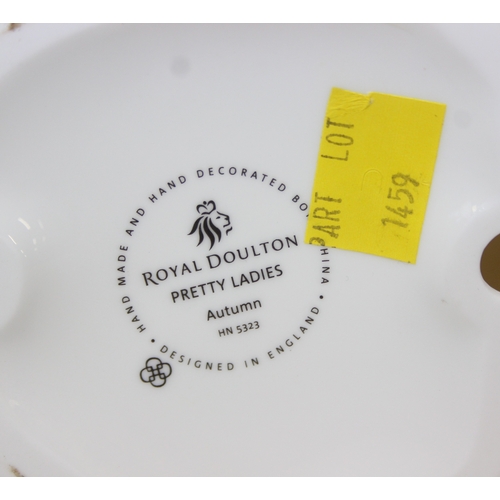 HAND MADE AND HAND DECORATED BO CHINA •
ROYAL DOULTON
PRETTY LADIES
Autumn
HN 5323
• DESIGNED IN ENGLAND •
PART LOT
1459